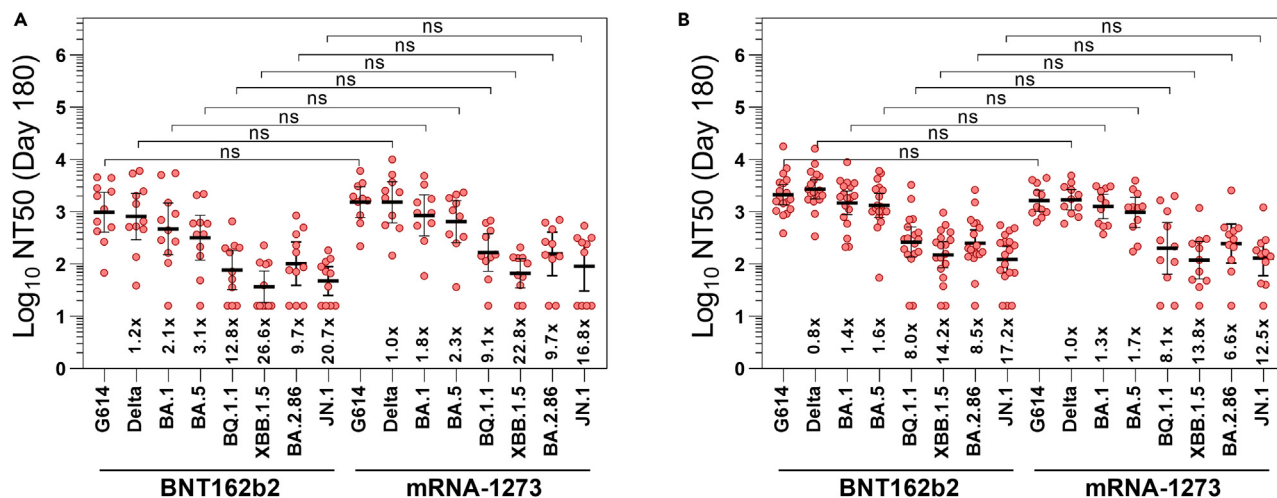 A
Log10 NT50 (Day 180)
6
5
4
3
2
1
0
ns
ns
ns
ns
ns
ns
ns
ns
1.2x
2.1x
3.1x
12.8x
26.6x
9.7x
20.7x
1.0x
1.8x
2.3x
9.1x
22.8x
9.7x
16.8x
G614
Delta
BA.1
BA.5
BQ.1.1
XBB.1.5
BA.2.86
JN.1
G614
Delta
BA.1
BA.5
BQ.1.1
XBB.1.5
BA.2.86
JN.1
BNT162b2
mRNA-1273
B
Log10 NT50 (Day 180)
6
5
4
3
2
1
0
ns
ns
ns
ns
ns
ns
ns
ns
0.8x
1.4x
1.6x
8.0x
14.2x
8.5x
17.2x
1.0x
1.3x
1.7x
8.1x
13.8x
6.6x
12.5x
G614
Delta
BA.1
BA.5
BQ.1.1
XBB.1.5
BA.2.86
JN.1
G614
Delta
BA.1
BA.5
BQ.1.1
XBB.1.5
BA.2.86
JN.1
BNT162b2
mRNA-1273